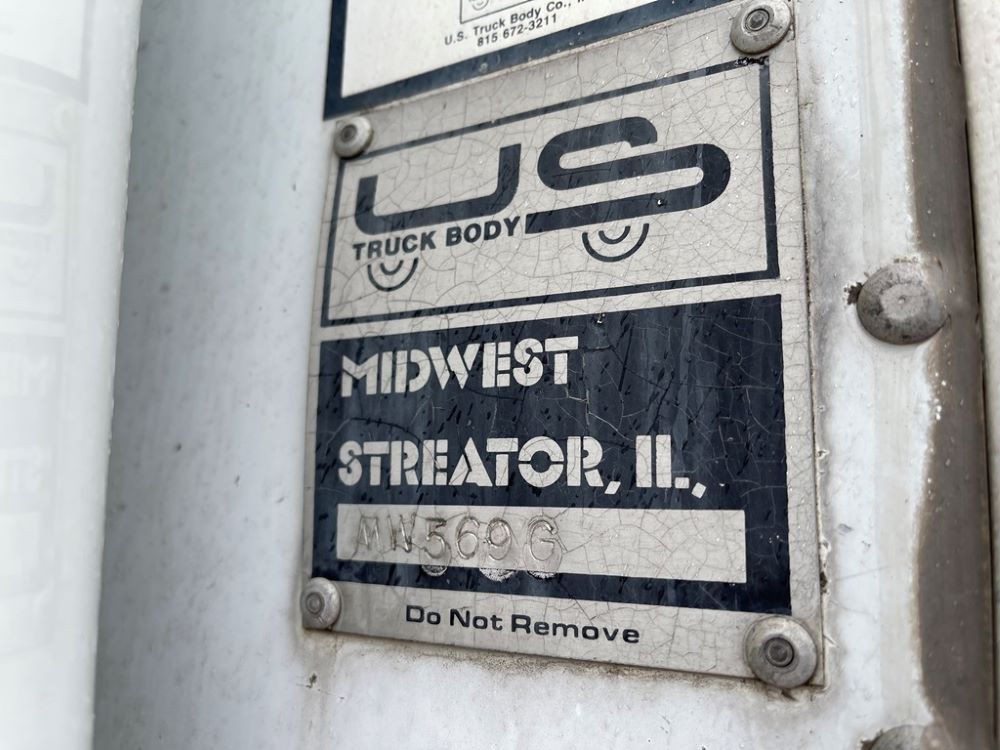 U.S. Truck Body Co.,
815 672-3211
US
TRUCK BODY
MIDWEST
STREATOR, IL.,
MW569G
Do Not Remove